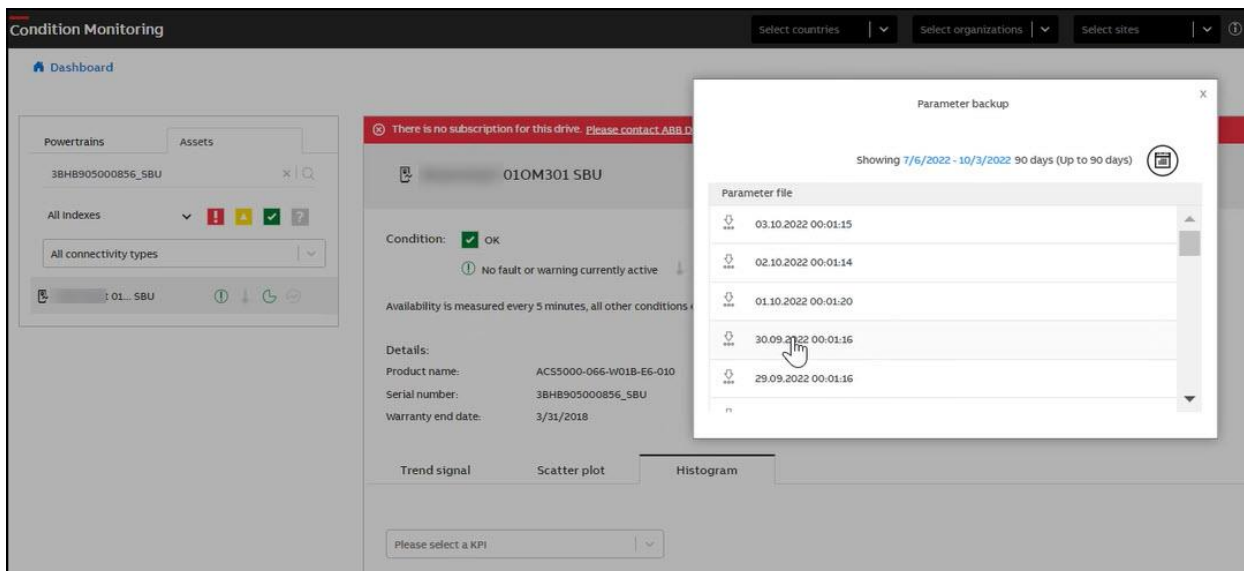 Condition Monitoring
Select countries
Select organizations
Select sites
Dashboard
Powertrains
Assets
3BHB905000856_SBU
All Indexes
All connectivity types
01... SBU
There is no subscription for this drive. Please contact ABB D
01OM301 SBU
Condition:
OK
No fault or warning currently active
Availability is measured every 5 minutes, all other conditions
Details:
Product name: ACS5000-066-W01B-E6-010
Serial number: 3BHB905000856_SBU
Warranty end date: 3/31/2018
Trend signal
Scatter plot
Histogram
Please select a KPI
x
Parameter backup
Showing 7/6/2022 - 10/3/2022 90 days (Up to 90 days)
Parameter file
03.10.2022 00:01:15
02.10.2022 00:01:14
01.10.2022 00:01:20
30.09.2022 00:01:16
29.09.2022 00:01:16